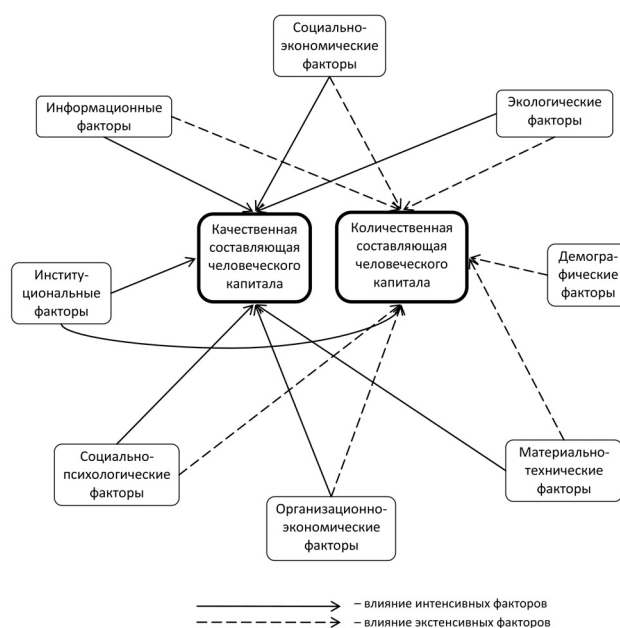 Социально-
экономические
факторы
Информационные
факторы
Экологические
факторы
Качественная
составляющая
человеческого
капитала
Количественная
составляющая
человеческого
капитала
Институ-
циональные
факторы
Демогра-
фические
факторы
Социально-
психологические
факторы
Организационно-
экономические
факторы
Материально-
технические
факторы
– влияние интенсивных факторов
– влияние экстенсивных факторов